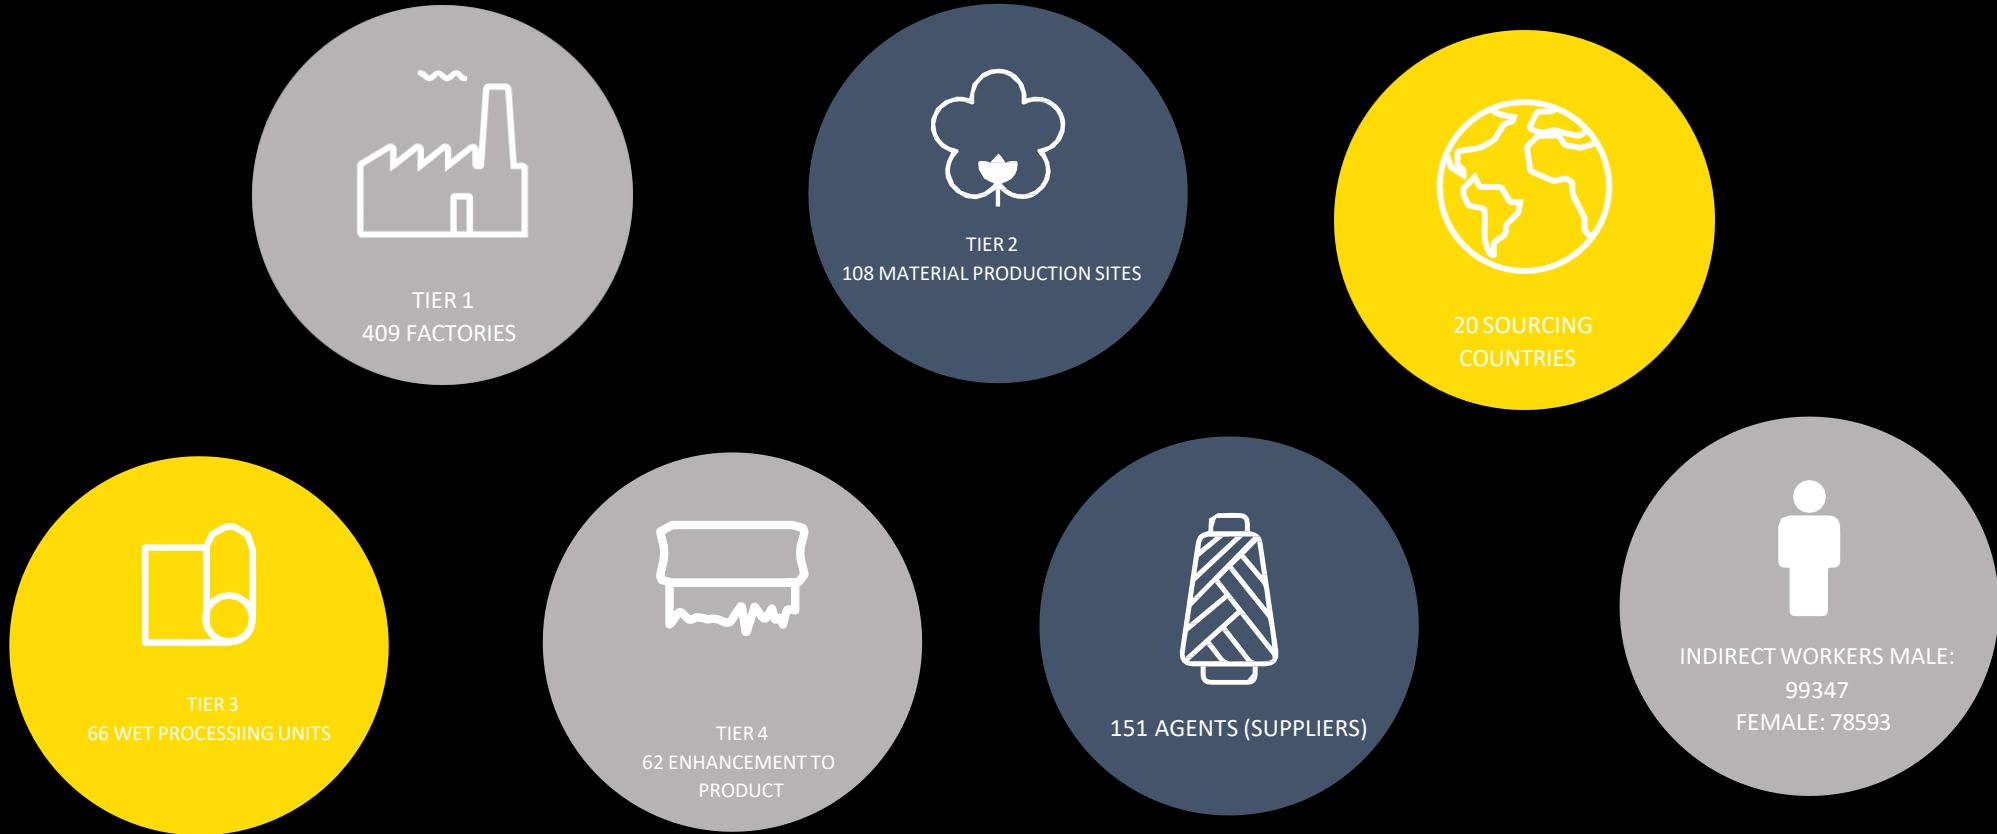 TIER 1
409 FACTORIES
TIER 2
108 MATERIAL PRODUCTION SITES
20 SOURCING
COUNTRIES
TIER 3
66 WET PROCESSIING UNITS
TIER 4
62 ENHANCEMENT TO
PRODUCT
151 AGENTS (SUPPLIERS)
INDIRECT WORKERS MALE:
99347
FEMALE: 78593